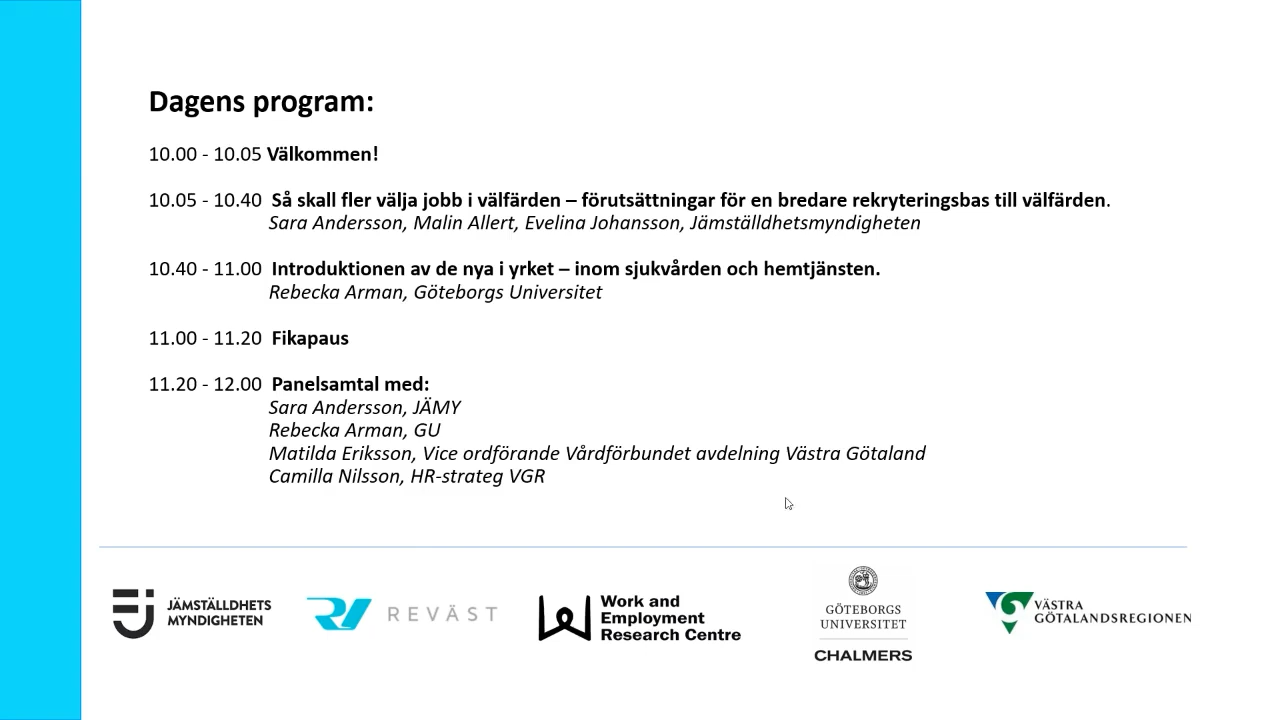 Dagens program:
10.00 - 10.05 Välkommen!
10.05 - 10.40 Så skall fler välja jobb i välfärden – förutsättningar för en bredare rekryteringsbas till välfärden.
Sara Andersson, Malin Allert, Evelina Johansson, Jämställdhetsmyndigheten
10.40 - 11.00 Introduktionen av de nya i yrket – inom sjukvården och hemtjänsten.
Rebecka Arman, Göteborgs Universitet
11.00 - 11.20 Fikapaus
11.20 - 12.00 Panelsamtal med:
Sara Andersson, JÄMY
Rebecka Arman, GU
Matilda Eriksson, Vice ordförande Vårdförbundet avdelning Västra Götaland
Camilla Nilsson, HR-strateg VGR
JÄMSTÄLLDHETS
MYNDIGHETEN
REVÄST
Work and
Employment
Research Centre
GÖTEBORGS
UNIVERSITET
CHALMERS
VÄSTRA
GÖTALANDSREGIONEN